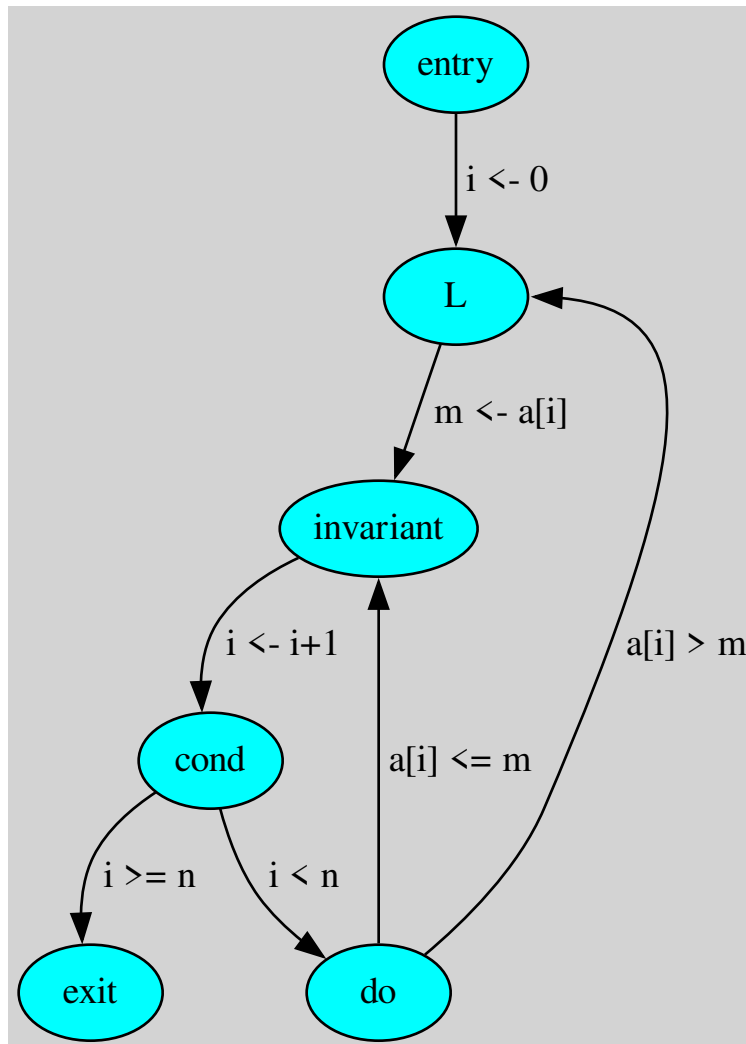 entry
i <- 0
L
m <- a[i]
invariant
i <- i+1
a[i] <= m
a[i] > m
cond
i >= n
i < n
exit
do